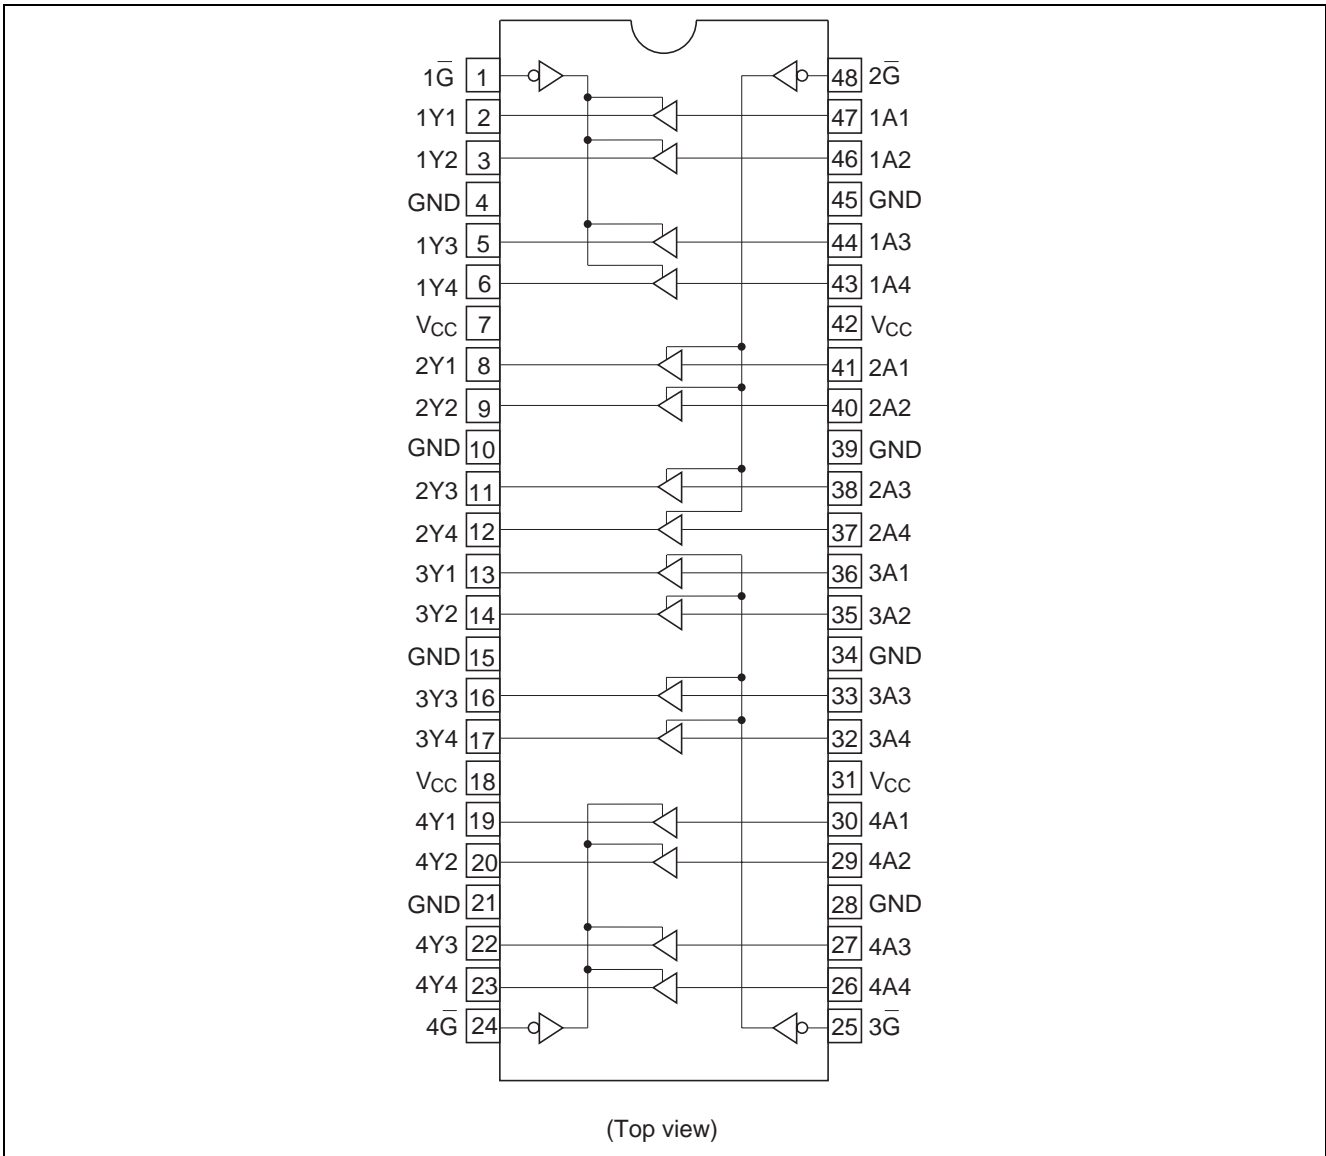 1G̅ 1 48 2G̅
1Y1 2 47 1A1
1Y2 3 46 1A2
GND 4 45 GND
1Y3 5 44 1A3
1Y4 6 43 1A4
VCC 7 42 VCC
2Y1 8 41 2A1
2Y2 9 40 2A2
GND 10 39 GND
2Y3 11 38 2A3
2Y4 12 37 2A4
3Y1 13 36 3A1
3Y2 14 35 3A2
GND 15 34 GND
3Y3 16 33 3A3
3Y4 17 32 3A4
VCC 18 31 VCC
4Y1 19 30 4A1
4Y2 20 29 4A2
GND 21 28 GND
4Y3 22 27 4A3
4Y4 23 26 4A4
4G̅ 24 25 3G̅
(Top view)